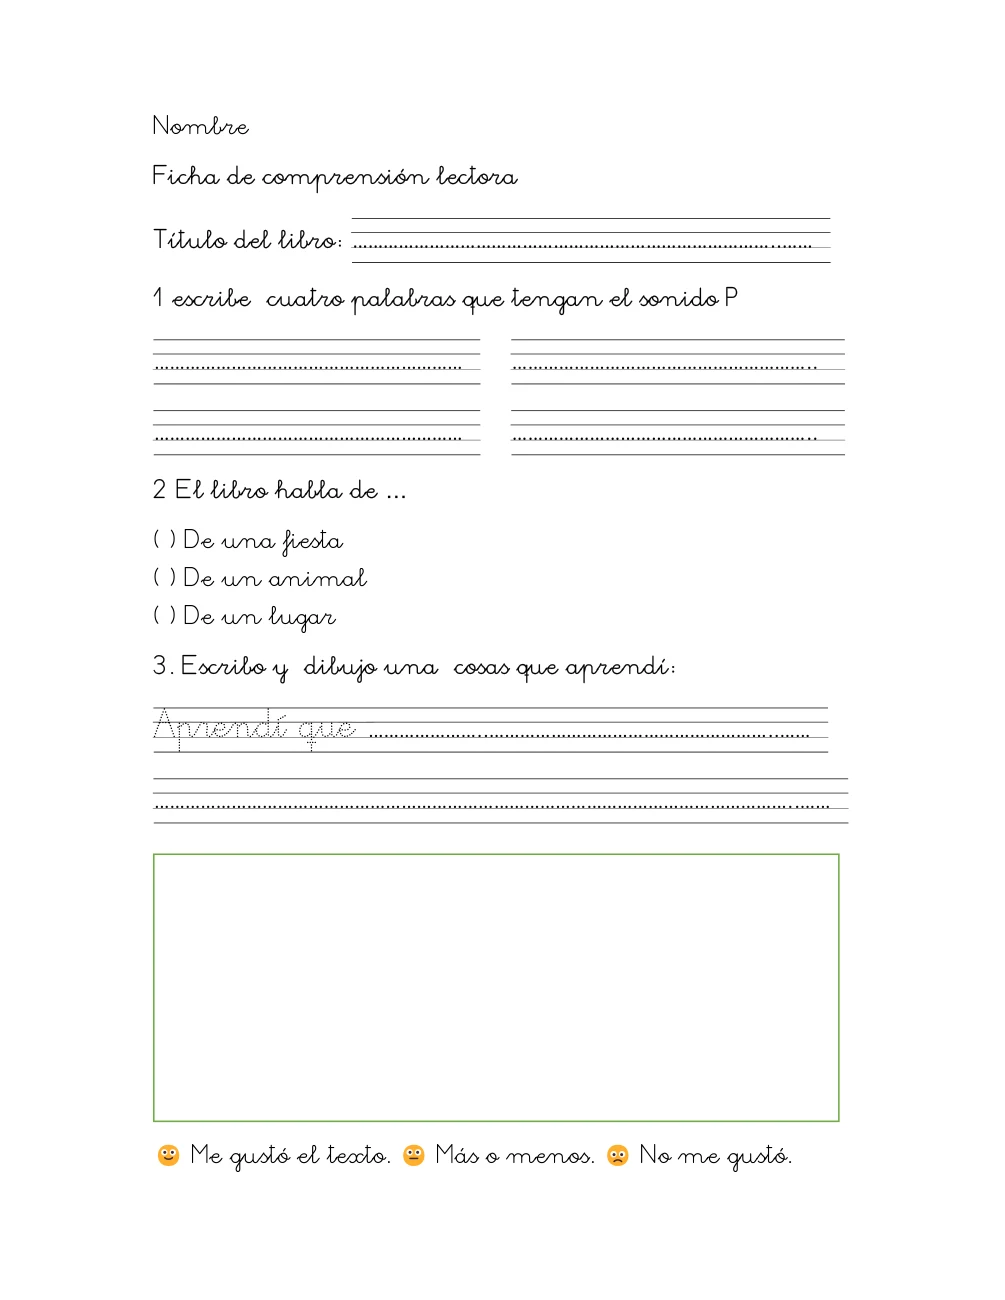 Nombre
Ficha de comprensión lectora
Título del libro: ..........................................................................................
1 escribe cuatro palabras que tengan el sonido P
............................................................ ............................................................
............................................................ ............................................................
2 El libro habla de ...
( ) De una fiesta
( ) De un animal
( ) De un lugar
3. Escribo y dibujo una cosas que aprendí:
Aprendí que ......................................................................................
....................................................................................................................................
🙂 Me gustó el texto. 😐 Más o menos. 🙁 No me gustó.